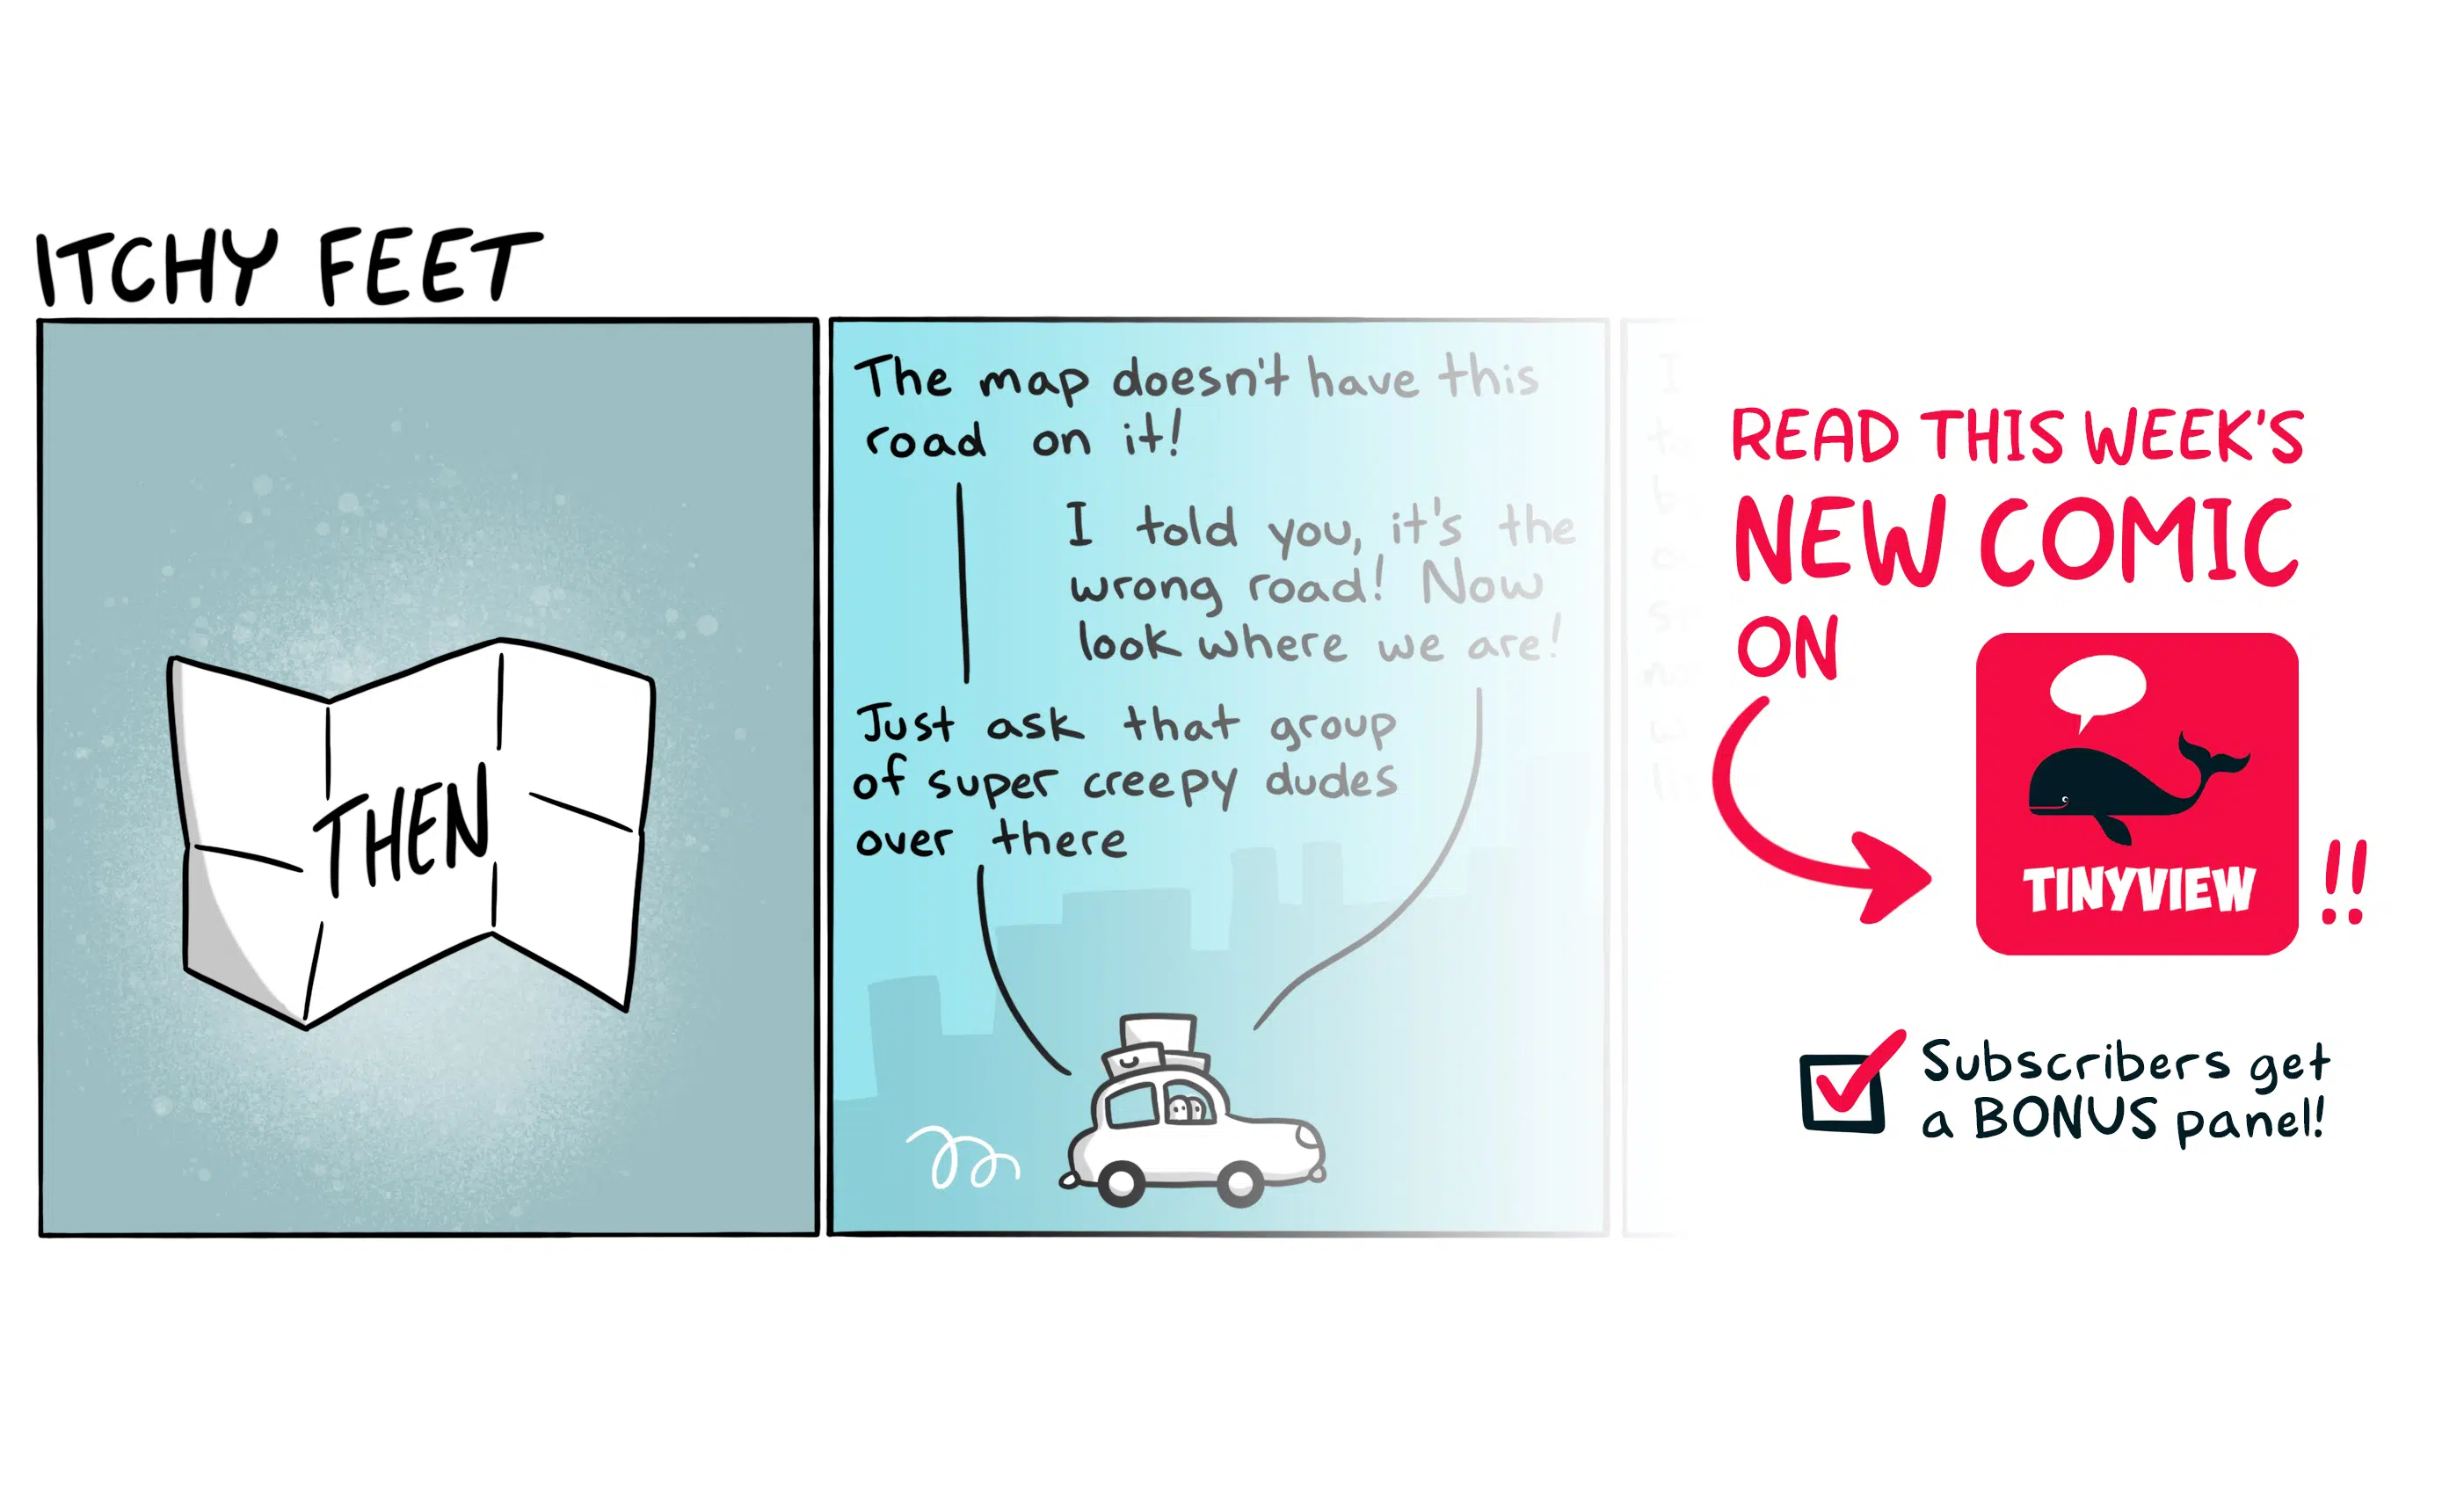 ITCHY FEET
THEN
The map doesn't have this
road on it!
I told you, it's the
wrong road! Now
look where we are!
Just ask that group
of super creepy dudes
over there
READ THIS WEEK'S
NEW COMIC
ON
TINYVIEW
!!
Subscribers get
a BONUS panel!